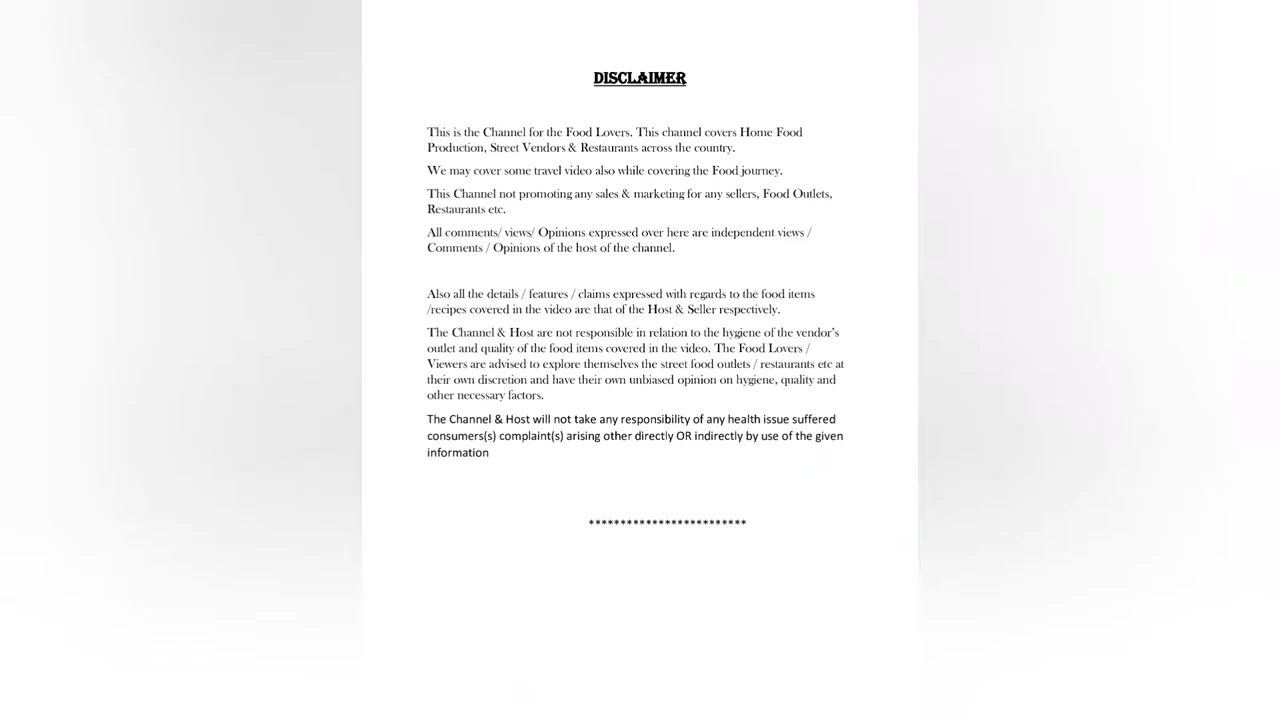 DISCLAIMER
This is the Channel for the Food Lovers. This channel covers Home Food
Production, Street Vendors & Restaurants across the country.
We may cover some travel video also while covering the Food journey.
This Channel not promoting any sales & marketing for any sellers, Food Outlets,
Restaurants etc.
All comments/ views/ Opinions expressed over here are independent views /
Comments / Opinions of the host of the channel.
Also all the details / features / claims expressed with regards to the food items
/recipes covered in the video are that of the Host & Seller respectively.
The Channel & Host are not responsible in relation to the hygiene of the vendor's
outlet and quality of the food items covered in the video. The Food Lovers /
Viewers are advised to explore themselves the street food outlets / restaurants etc at
their own discretion and have their own unbiased opinion on hygiene, quality and
other necessary factors.
The Channel & Host will not take any responsibility of any health issue suffered
consumers(s) complaint(s) arising other directly OR indirectly by use of the given
information
*************************